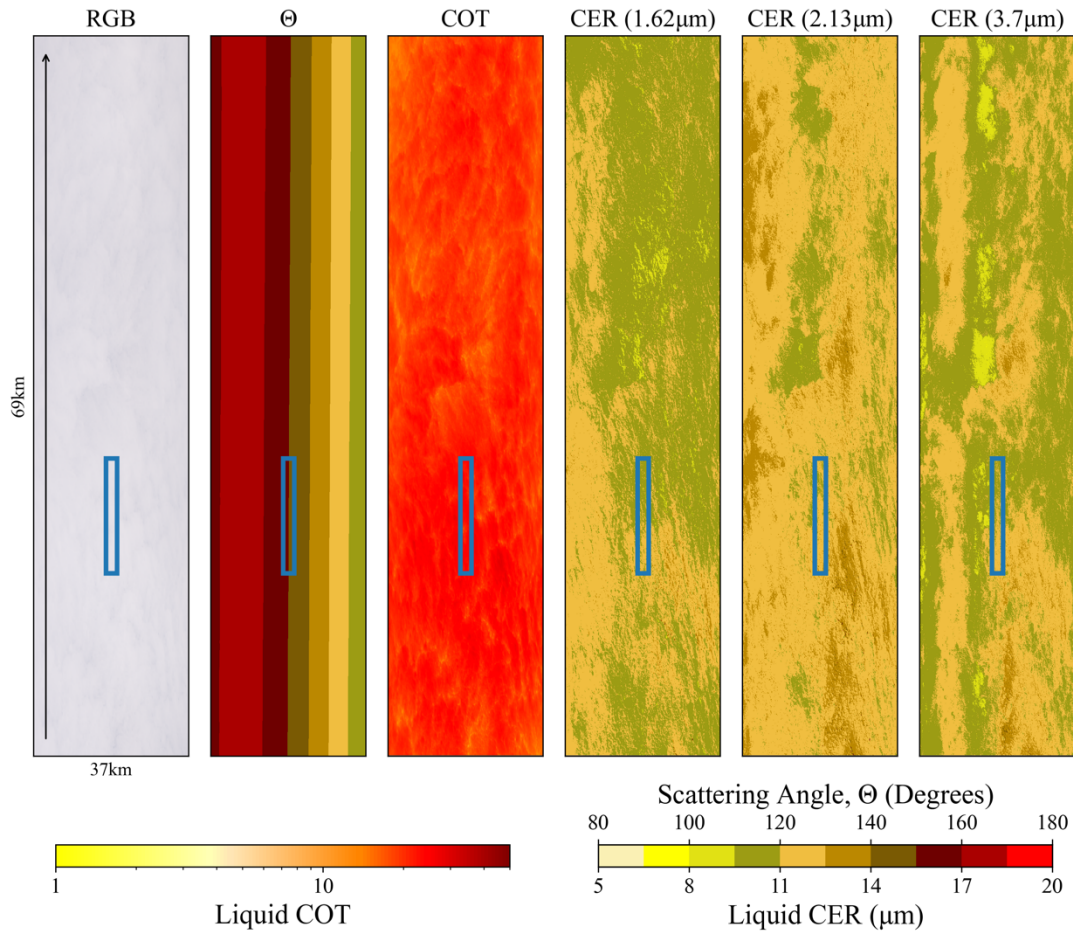 RGB Θ COT CER (1.62μm) CER (2.13μm) CER (3.7μm)
69km
37km
Scattering Angle, Θ (Degrees)
80 100 120 140 160 180
1 10
5 8 11 14 17 20
Liquid COT
Liquid CER (μm)